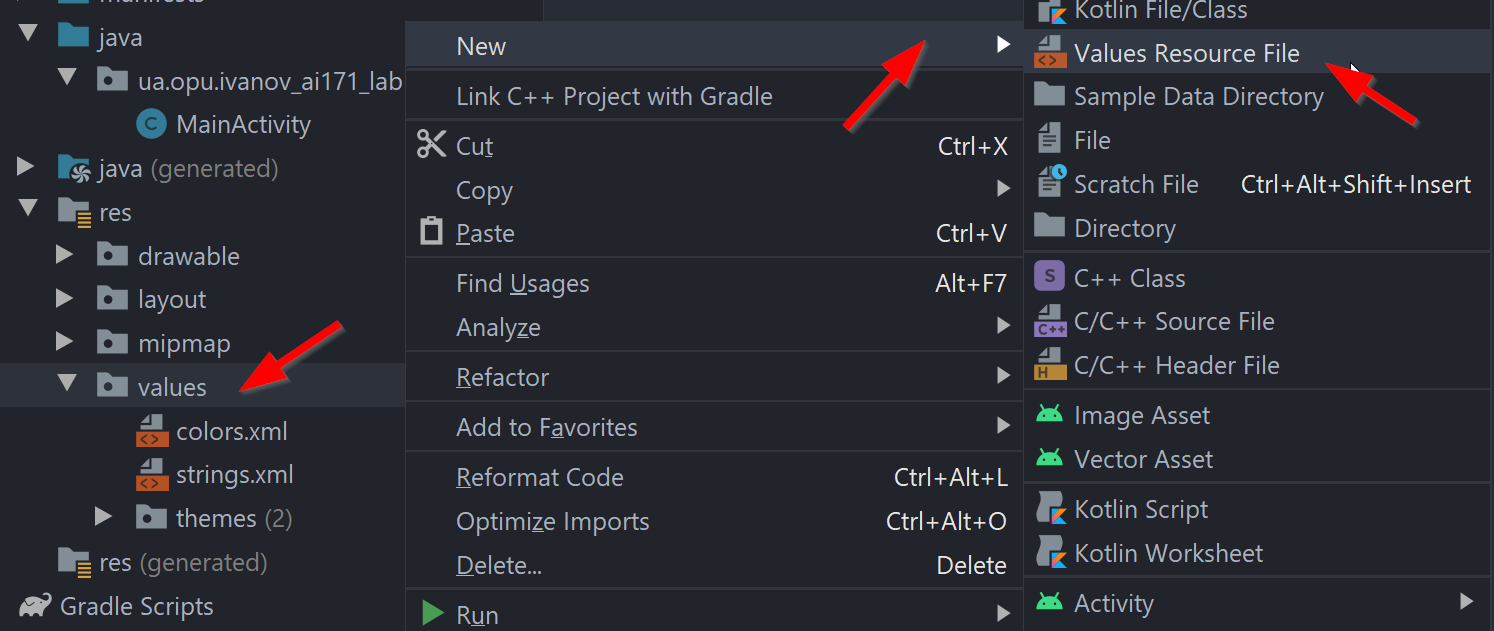 manifests
java
ua.opu.ivanov_ai171_lab
MainActivity
java (generated)
res
drawable
layout
mipmap
values
colors.xml
strings.xml
themes (2)
res (generated)
Gradle Scripts
New
Link C++ Project with Gradle
Cut Ctrl+X
Copy
Paste Ctrl+V
Find Usages Alt+F7
Analyze
Refactor
Add to Favorites
Reformat Code Ctrl+Alt+L
Optimize Imports Ctrl+Alt+O
Delete... Delete
Run
Kotlin File/Class
Values Resource File
Sample Data Directory
File
Scratch File Ctrl+Alt+Shift+Insert
Directory
S C++ Class
C++ C/C++ Source File
H C/C++ Header File
Image Asset
Vector Asset
Kotlin Script
Kotlin Worksheet
Activity